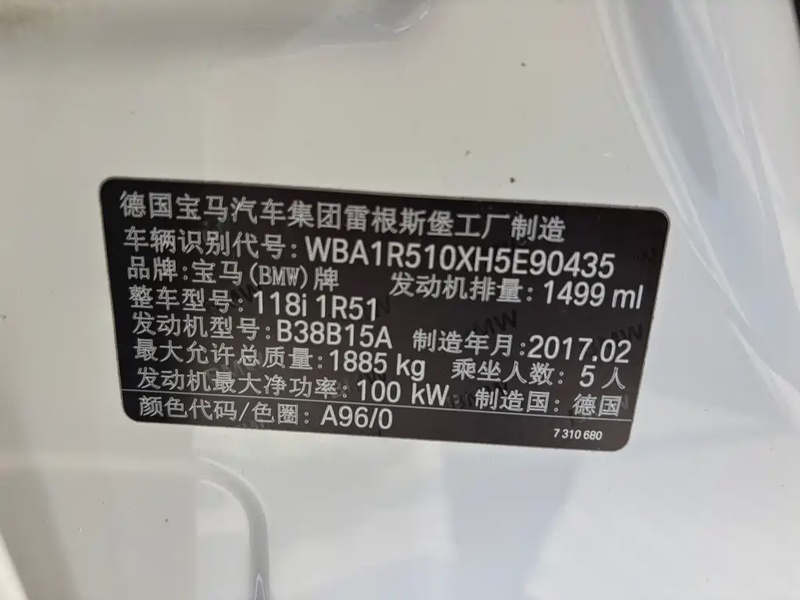 德国宝马汽车集团雷根斯堡工厂制造
车辆识别代号: WBA1R510XH5E90435
品牌: 宝马(BMW)牌 发动机排量: 1499 ml
整车型号: 118i 1R51
发动机型号: B38B15A 制造年月: 2017.02
最大允许总质量: 1885 kg 乘坐人数: 5 人
发动机最大净功率: 100 kW 制造国: 德国
颜色代码/色圈: A96/0
7 310 680